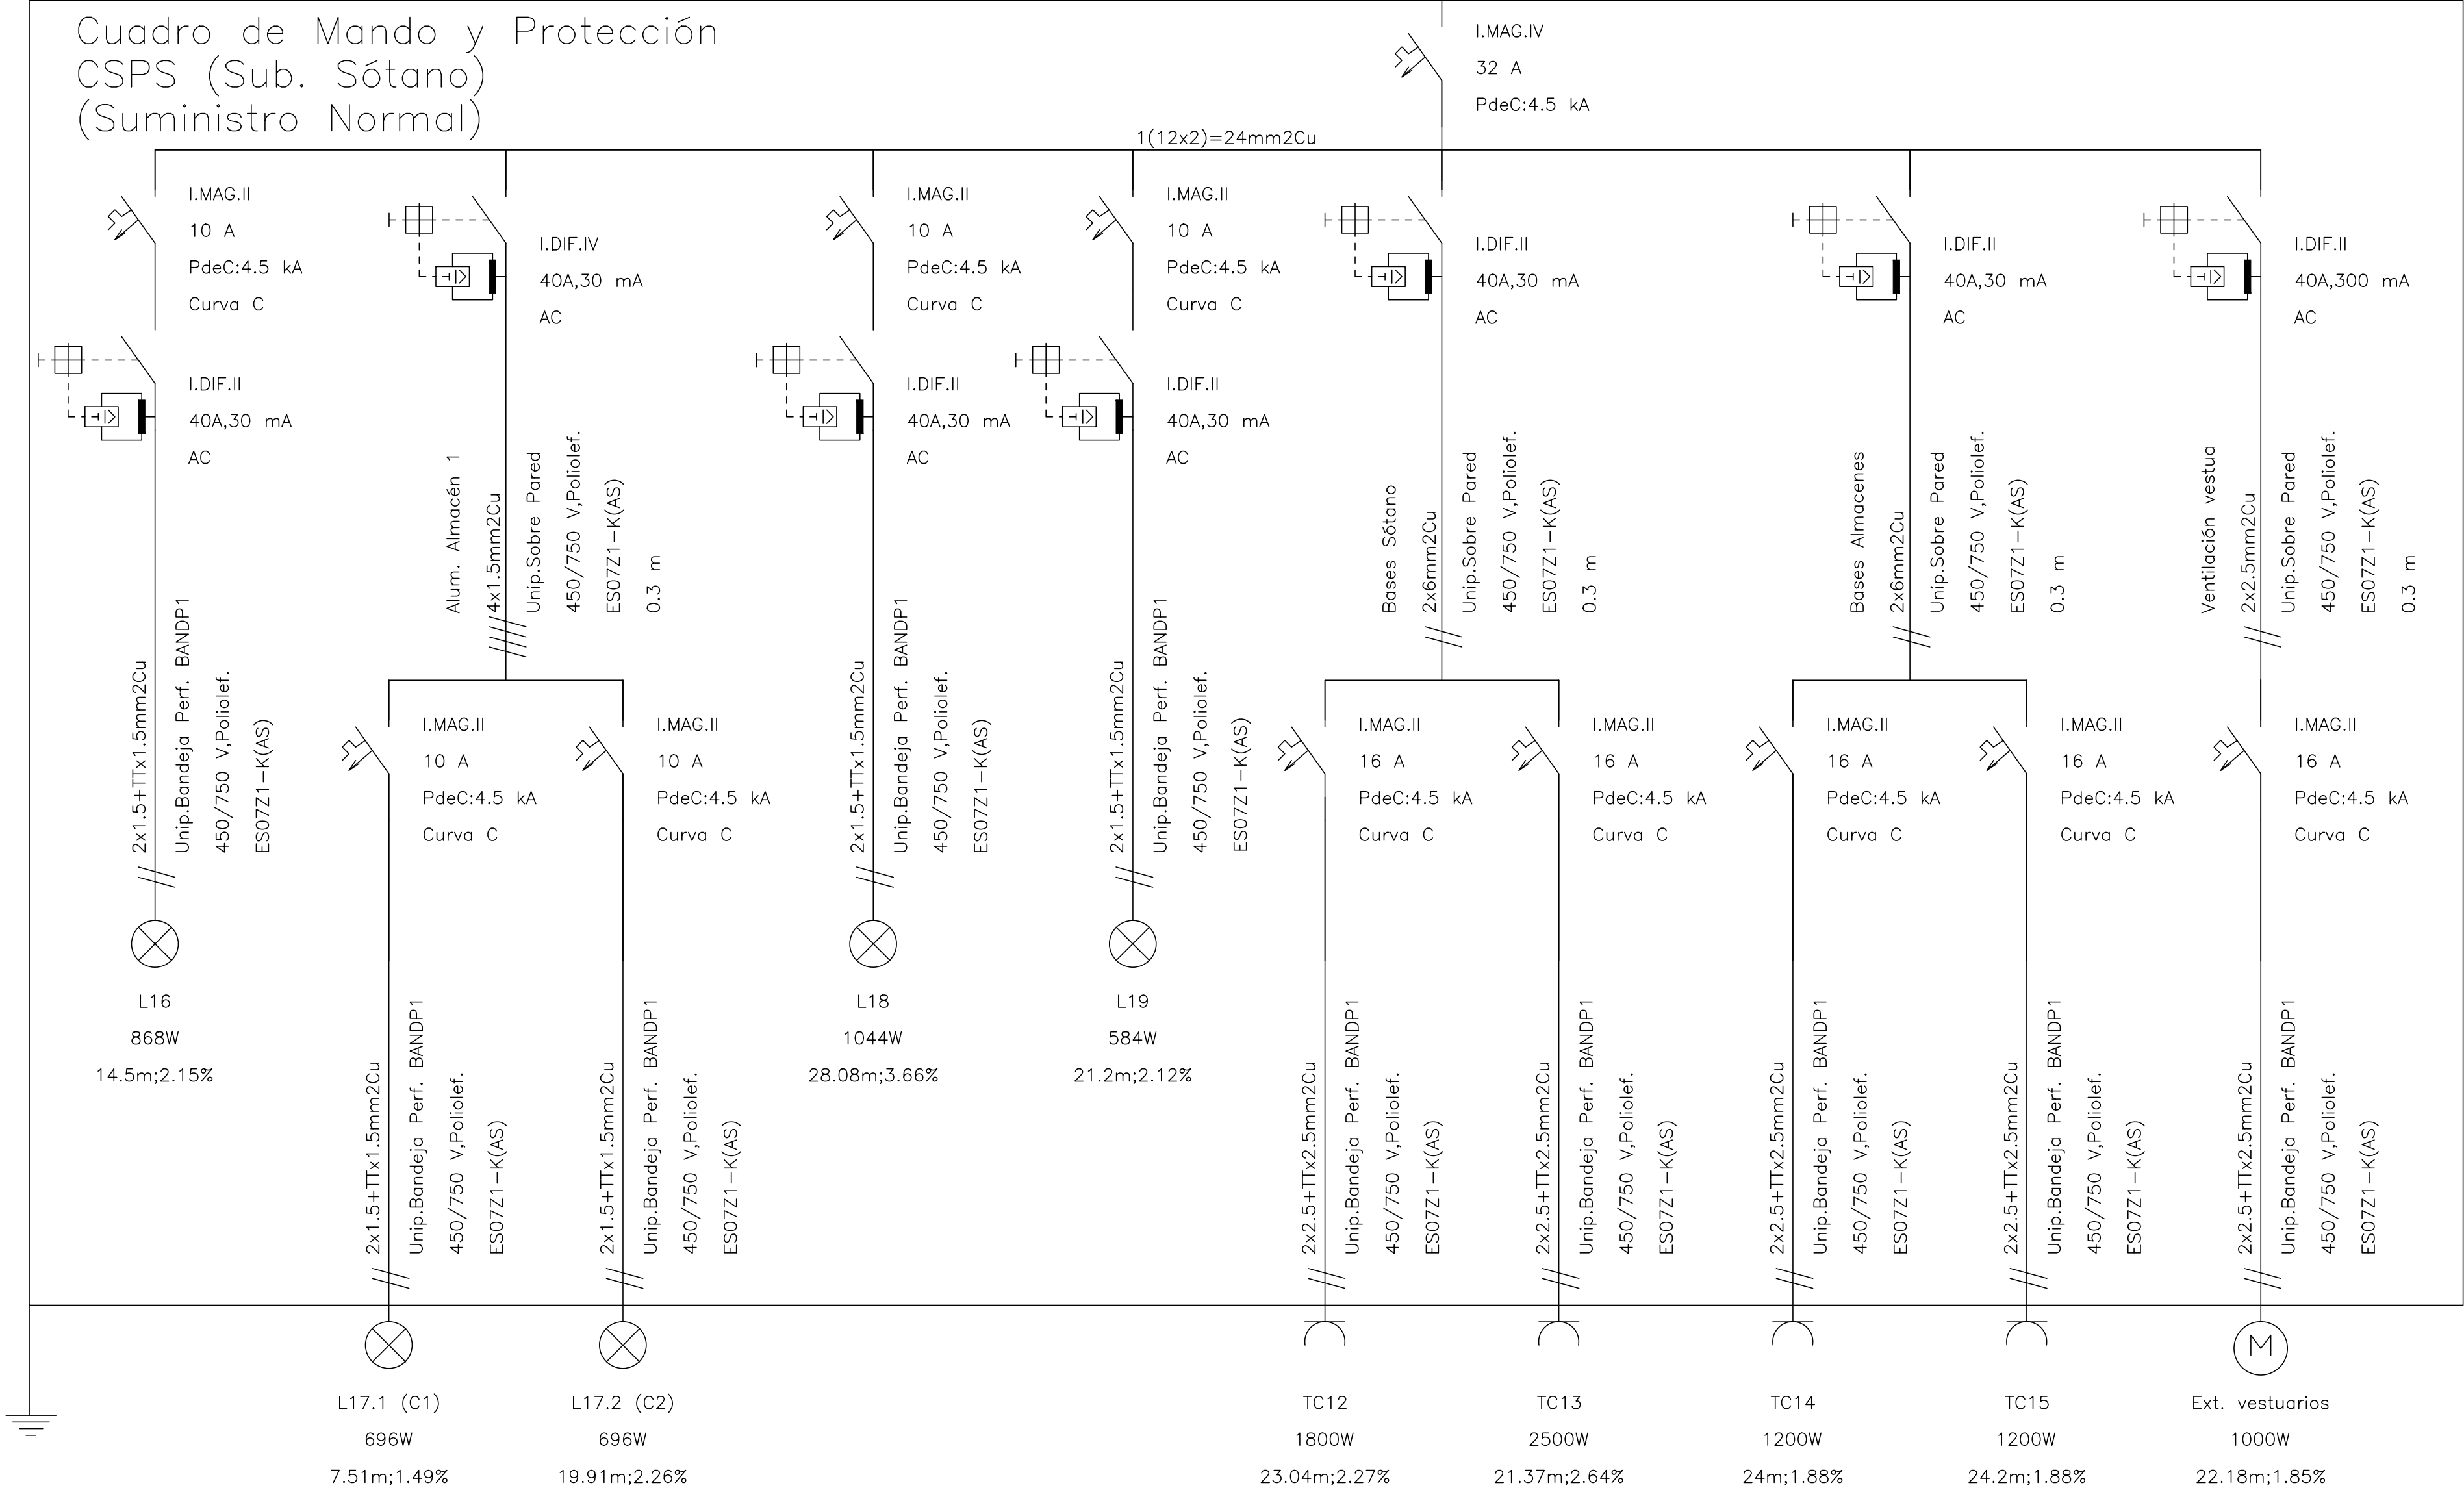 Cuadro de Mando y Protección
CSPS (Sub. Sótano)
(Suministro Normal)
I.MAG.IV
32 A
PdeC:4.5 kA
1(12x2)=24mm2Cu
I.MAG.II
10 A
PdeC:4.5 kA
Curva C
I.DIF.II
40A,30 mA
AC
2x1.5+TTx1.5mm2Cu
Unip.Bandeja Perf. BANDP1
450/750 V,Poliolef.
ES07Z1-K(AS)
L16
868W
14.5m;2.15%
I.DIF.IV
40A,30 mA
AC
Alum. Almacén 1
4x1.5mm2Cu
Unip.Sobre Pared
450/750 V,Poliolef.
ES07Z1-K(AS)
0.3 m
I.MAG.II
10 A
PdeC:4.5 kA
Curva C
2x1.5+TTx1.5mm2Cu
Unip.Bandeja Perf. BANDP1
450/750 V,Poliolef.
ES07Z1-K(AS)
L17.1 (C1)
696W
7.51m;1.49%
I.MAG.II
10 A
PdeC:4.5 kA
Curva C
2x1.5+TTx1.5mm2Cu
Unip.Bandeja Perf. BANDP1
450/750 V,Poliolef.
ES07Z1-K(AS)
L17.2 (C2)
696W
19.91m;2.26%
I.MAG.II
10 A
PdeC:4.5 kA
Curva C
I.DIF.II
40A,30 mA
AC
2x1.5+TTx1.5mm2Cu
Unip.Bandeja Perf. BANDP1
450/750 V,Poliolef.
ES07Z1-K(AS)
L18
1044W
28.08m;3.66%
I.MAG.II
10 A
PdeC:4.5 kA
Curva C
I.DIF.II
40A,30 mA
AC
2x1.5+TTx1.5mm2Cu
Unip.Bandeja Perf. BANDP1
450/750 V,Poliolef.
ES07Z1-K(AS)
L19
584W
21.2m;2.12%
I.DIF.II
40A,30 mA
AC
Bases Sótano
2x6mm2Cu
Unip.Sobre Pared
450/750 V,Poliolef.
ES07Z1-K(AS)
0.3 m
I.MAG.II
16 A
PdeC:4.5 kA
Curva C
2x2.5+TTx2.5mm2Cu
Unip.Bandeja Perf. BANDP1
450/750 V,Poliolef.
ES07Z1-K(AS)
TC12
1800W
23.04m;2.27%
I.MAG.II
16 A
PdeC:4.5 kA
Curva C
2x2.5+TTx2.5mm2Cu
Unip.Bandeja Perf. BANDP1
450/750 V,Poliolef.
ES07Z1-K(AS)
TC13
2500W
21.37m;2.64%
I.DIF.II
40A,30 mA
AC
Bases Almacenes
2x6mm2Cu
Unip.Sobre Pared
450/750 V,Poliolef.
ES07Z1-K(AS)
0.3 m
I.MAG.II
16 A
PdeC:4.5 kA
Curva C
2x2.5+TTx2.5mm2Cu
Unip.Bandeja Perf. BANDP1
450/750 V,Poliolef.
ES07Z1-K(AS)
TC14
1200W
24m;1.88%
I.MAG.II
16 A
PdeC:4.5 kA
Curva C
2x2.5+TTx2.5mm2Cu
Unip.Bandeja Perf. BANDP1
450/750 V,Poliolef.
ES07Z1-K(AS)
TC15
1200W
24.2m;1.88%
I.DIF.II
40A,300 mA
AC
Ventilación vestua
2x2.5mm2Cu
Unip.Sobre Pared
450/750 V,Poliolef.
ES07Z1-K(AS)
0.3 m
I.MAG.II
16 A
PdeC:4.5 kA
Curva C
2x2.5+TTx2.5mm2Cu
Unip.Bandeja Perf. BANDP1
450/750 V,Poliolef.
ES07Z1-K(AS)
M
Ext. vestuarios
1000W
22.18m;1.85%